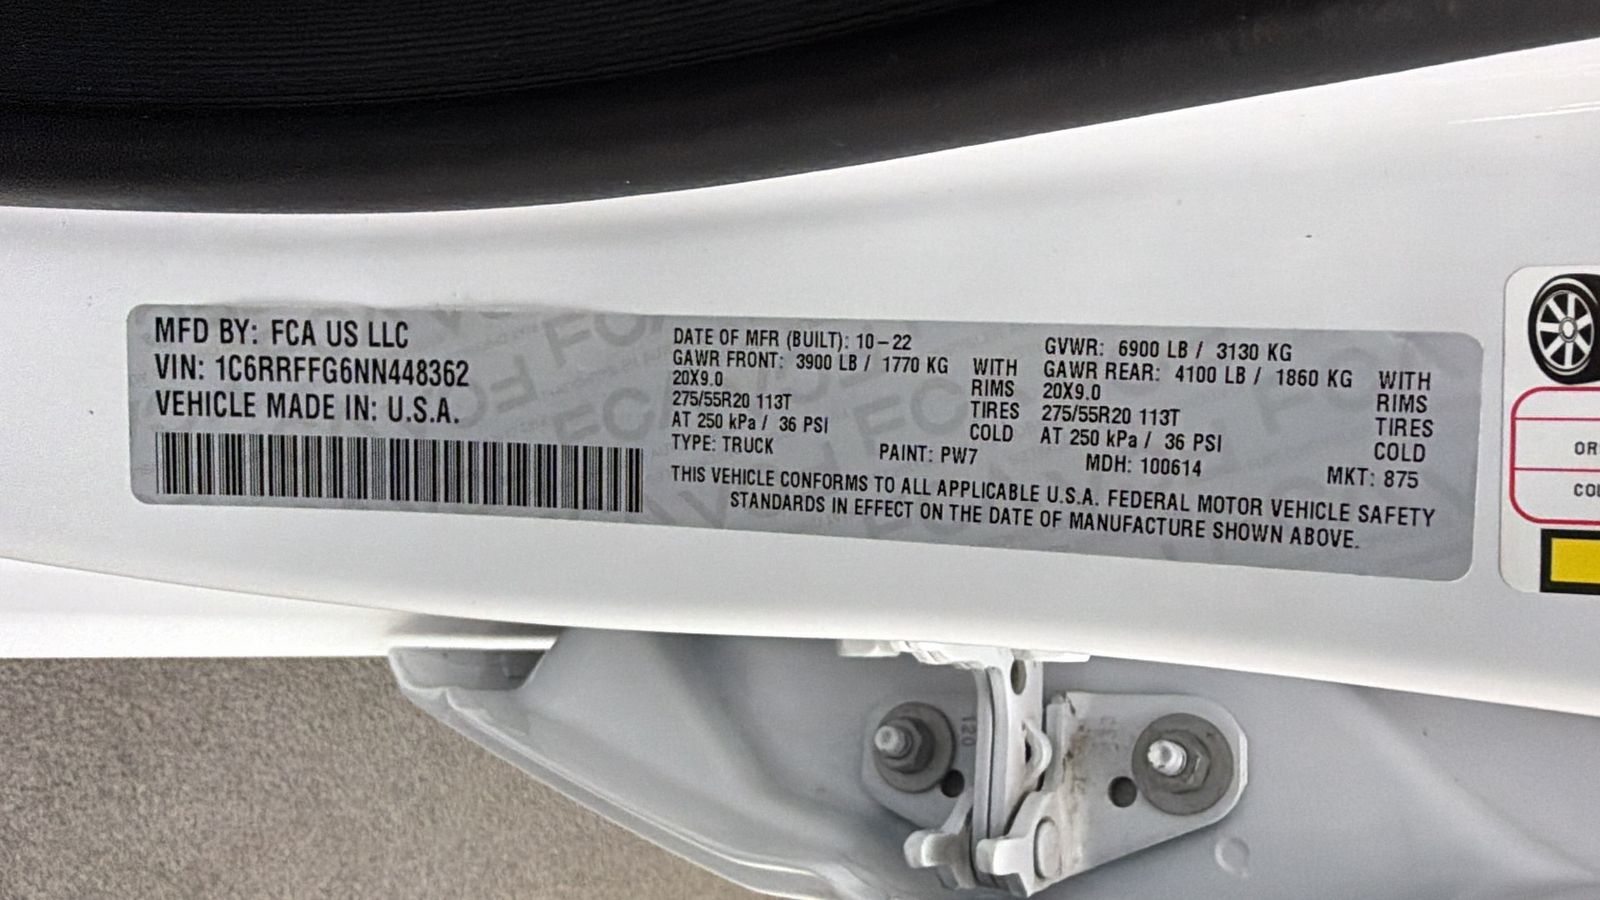 MFD BY: FCA US LLC
VIN: 1C6RRFFG6NN448362
VEHICLE MADE IN: U.S.A.
DATE OF MFR (BUILT): 10-22
GAWR FRONT: 3900 LB / 1770 KG WITH
20X9.0 RIMS
275/55R20 113T TIRES
AT 250 kPa / 36 PSI COLD
GVWR: 6900 LB / 3130 KG
GAWR REAR: 4100 LB / 1860 KG WITH
20X9.0 RIMS
275/55R20 113T TIRES
AT 250 kPa / 36 PSI COLD
TYPE: TRUCK PAINT: PW7 MDH: 100614 MKT: 875
THIS VEHICLE CONFORMS TO ALL APPLICABLE U.S.A. FEDERAL MOTOR VEHICLE SAFETY
STANDARDS IN EFFECT ON THE DATE OF MANUFACTURE SHOWN ABOVE.
120